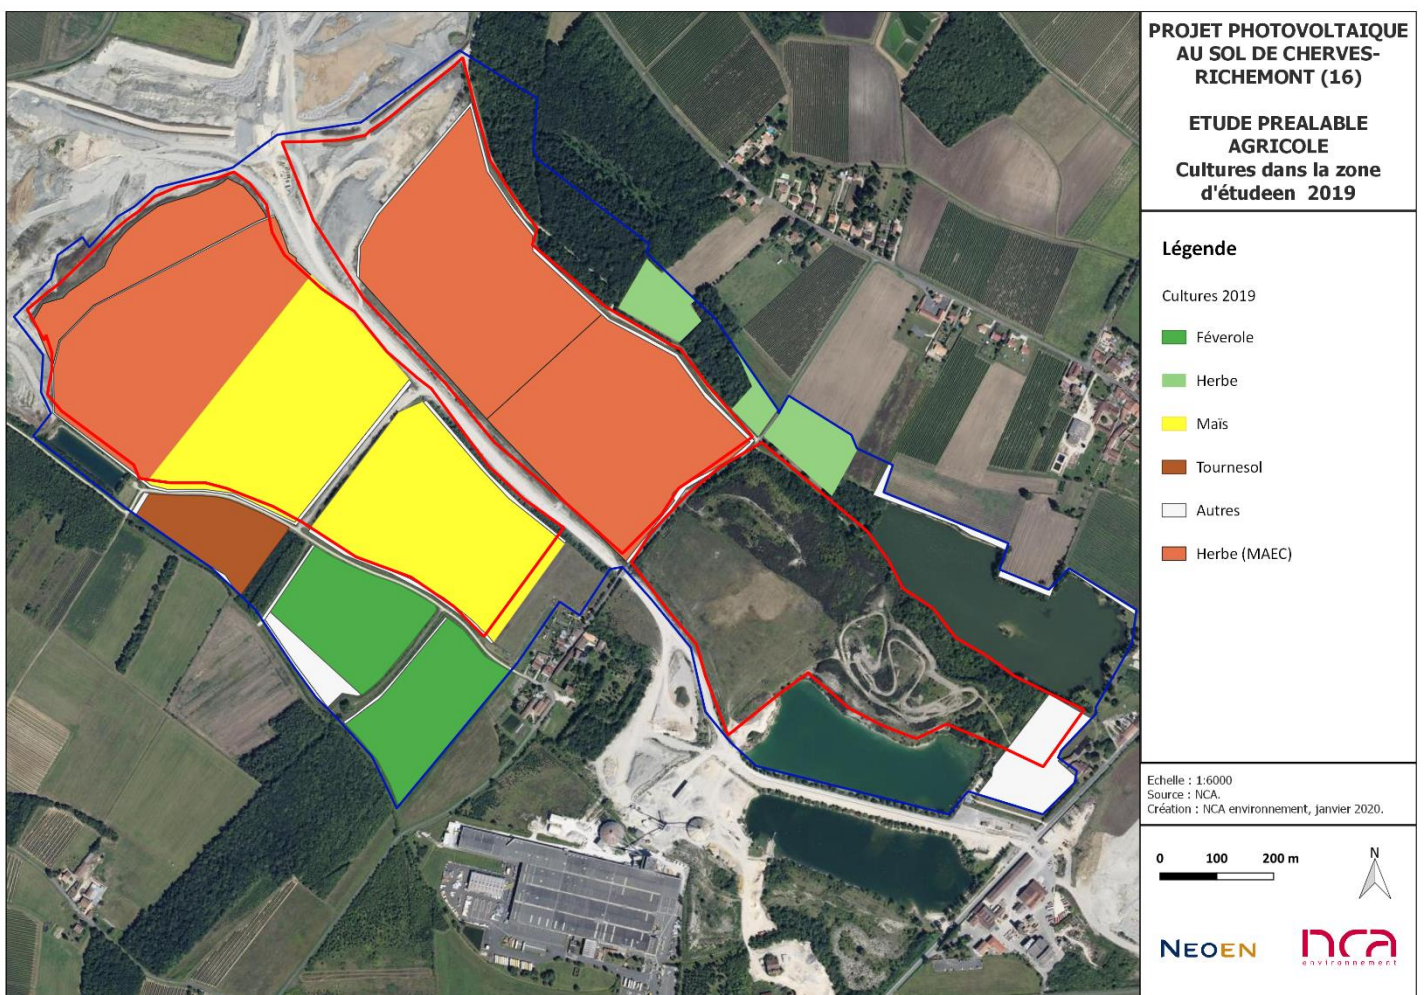 PROJET PHOTOVOLTAIQUE
AU SOL DE CHERVES-
RICHEMONT (16)
ETUDE PREALABLE
AGRICOLE
Cultures dans la zone
d'étudeen 2019
Légende
Cultures 2019
Féverole
Herbe
Maïs
Tournesol
Autres
Herbe (MAEC)
Echelle : 1:6000
Source : NCA.
Création : NCA environnement, janvier 2020.
0 100 200 m
N
NEOEN
nca
environnement